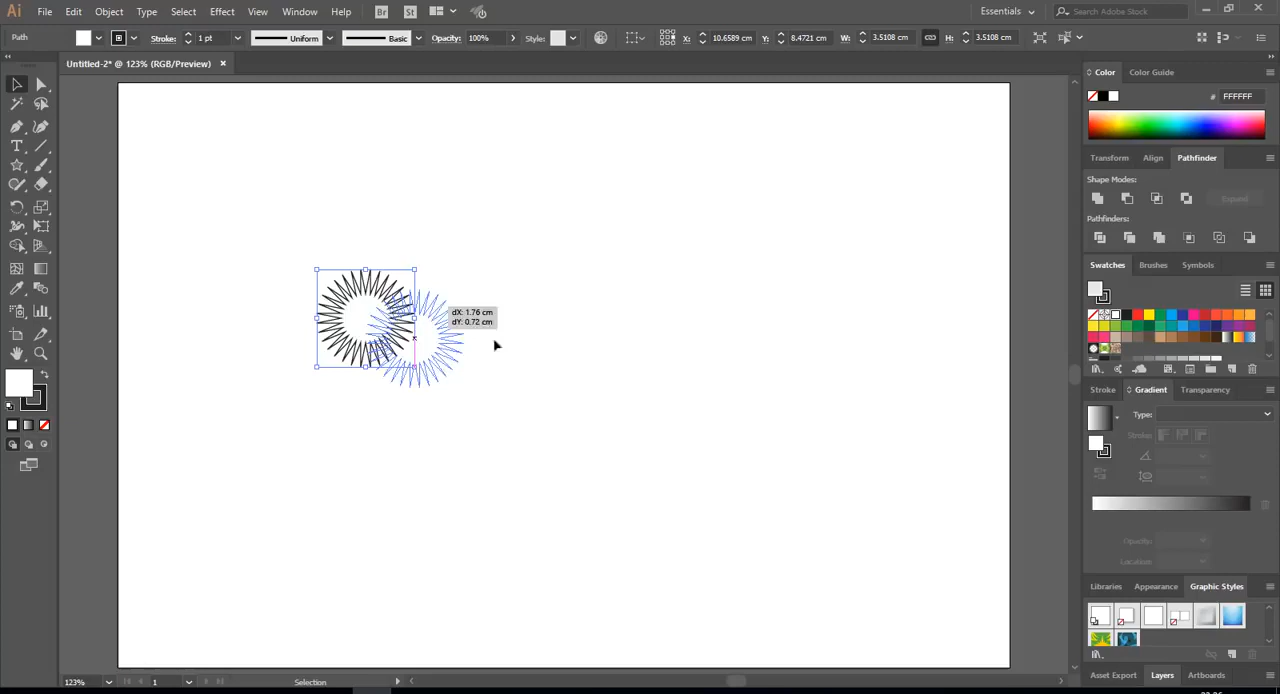 Ai File Edit Object Type Select Effect View Window Help Br St Essentials Search Adobe Stock
Path Stroke: 1 pt Uniform Basic Opacity: 100% Style: X: 10.6589 cm Y: 8.4721 cm W: 3.5108 cm H: 3.5108 cm
Untitled-2* @ 123% (RGB/Preview) ×
Color Color Guide
# FFFFFF
Transform Align Pathfinder
Shape Modes:
Expand
Pathfinders:
Swatches Brushes Symbols
dX: 1.76 cm
dY: 0.72 cm
Stroke Gradient Transparency
Type:
Stroke:
Opacity:
Location:
Libraries Appearance Graphic Styles
Asset Export Layers Artboards
123% 1 Selection